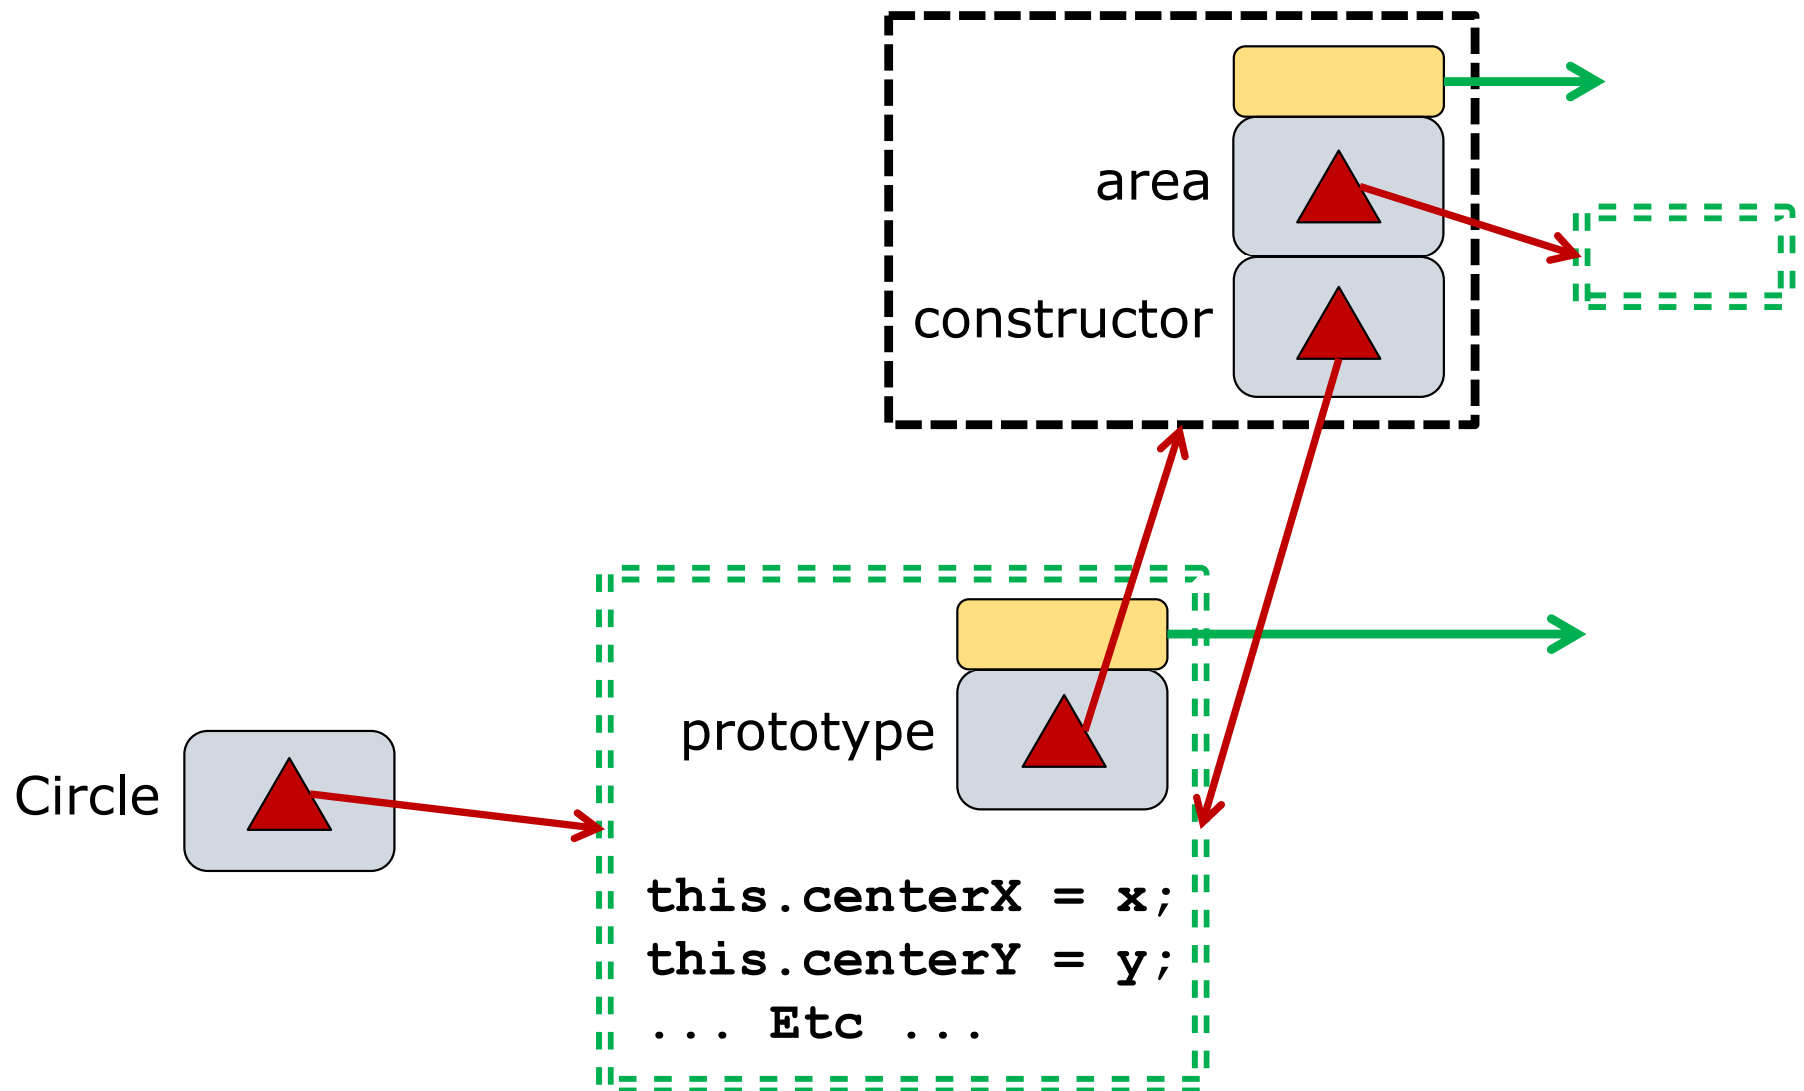 area
constructor
prototype
Circle
this.centerX = x;
this.centerY = y;
... Etc ...